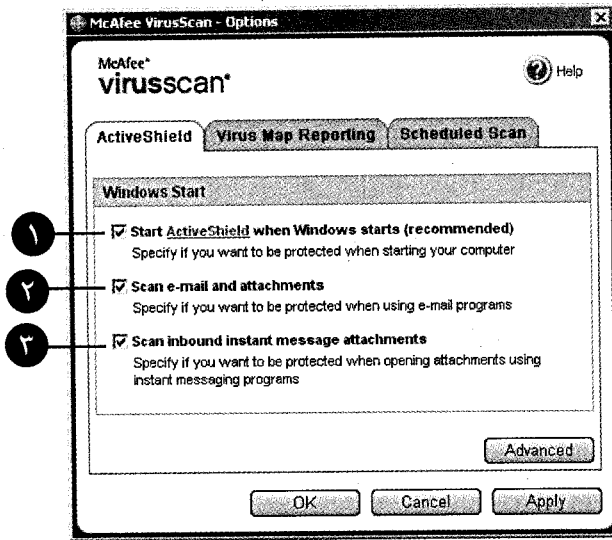 McAfee VirusScan - Options
McAfee*
virusscan*
Help
ActiveShield
Virus Map Reporting
Scheduled Scan
Windows Start
١
Start ActiveShield when Windows starts (recommended)
Specify if you want to be protected when starting your computer
٢
Scan e-mail and attachments
Specify if you want to be protected when using e-mail programs
٣
Scan inbound instant message attachments
Specify if you want to be protected when opening attachments using
instant messaging programs
Advanced
OK
Cancel
Apply